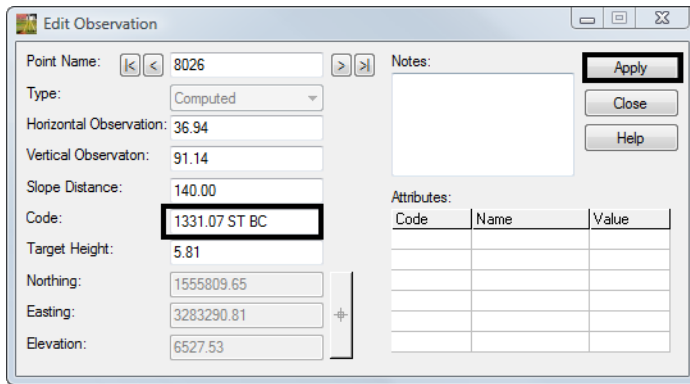 Edit Observation
Point Name: |< < 8026 > >|
Type: Computed
Horizontal Observation: 36.94
Vertical Observaton: 91.14
Slope Distance: 140.00
Code: 1331.07 ST BC
Target Height: 5.81
Northing: 1555809.65
Easting: 3283290.81
Elevation: 6527.53
Notes:
Attributes:
Code Name Value
Apply
Close
Help